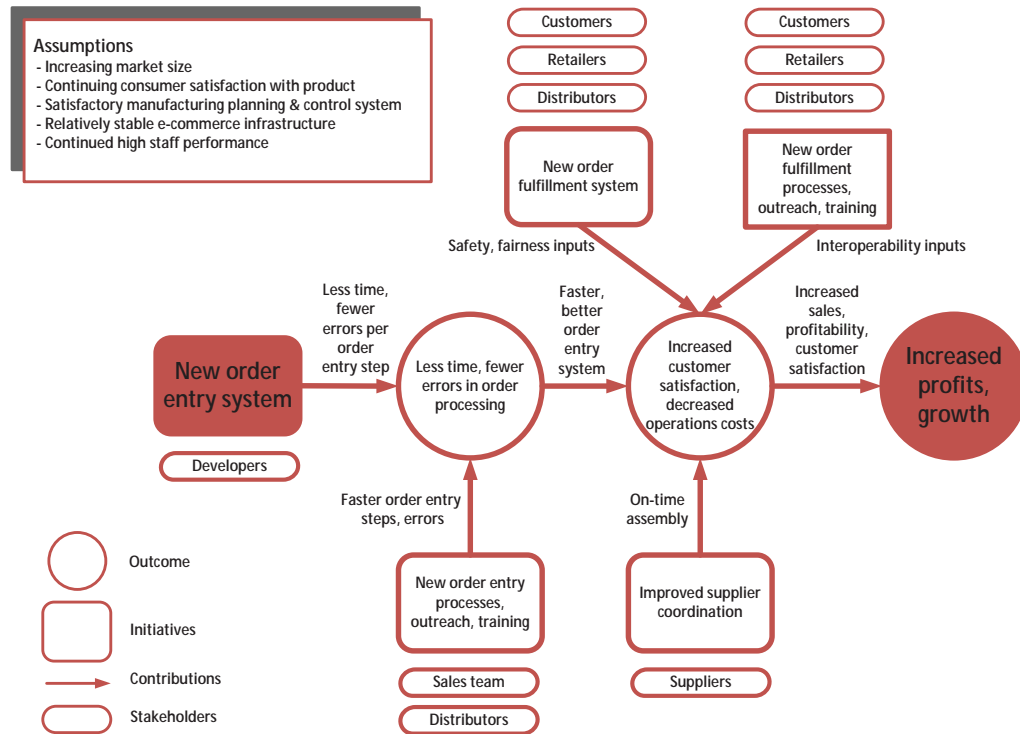 Assumptions
- Increasing market size
- Continuing consumer satisfaction with product
- Satisfactory manufacturing planning & control system
- Relatively stable e-commerce infrastructure
- Continued high staff performance
Customers
Retailers
Distributors
New order
fulfillment system
Customers
Retailers
Distributors
New order
fulfillment
processes,
outreach, training
Safety, fairness inputs
Interoperability inputs
New order
entry system
Developers
Less time,
fewer
errors per
order
entry step
Less time, fewer
errors in order
processing
Faster,
better
order
entry
system
Increased
customer
satisfaction,
decreased
operations costs
Increased
sales,
profitability,
customer
satisfaction
Increased
profits,
growth
Faster order entry
steps, errors
On-time
assembly
New order entry
processes,
outreach, training
Sales team
Distributors
Improved supplier
coordination
Suppliers
Outcome
Initiatives
Contributions
Stakeholders